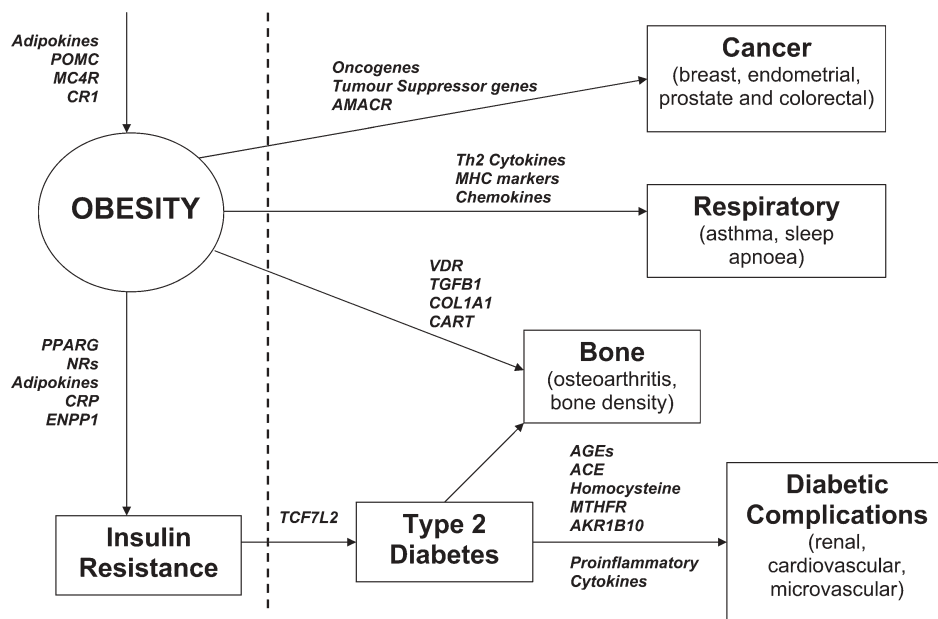 Adipokines
POMC
MC4R
CR1
OBESITY
Oncogenes
Tumour Suppressor genes
AMACR
Cancer
(breast, endometrial,
prostate and colorectal)
Th2 Cytokines
MHC markers
Chemokines
Respiratory
(asthma, sleep
apnoea)
VDR
TGFB1
COL1A1
CART
Bone
(osteoarthritis,
bone density)
PPARG
NRs
Adipokines
CRP
ENPP1
Insulin
Resistance
TCF7L2
Type 2
Diabetes
AGEs
ACE
Homocysteine
MTHFR
AKR1B10
Proinflammatory
Cytokines
Diabetic
Complications
(renal,
cardiovascular,
microvascular)